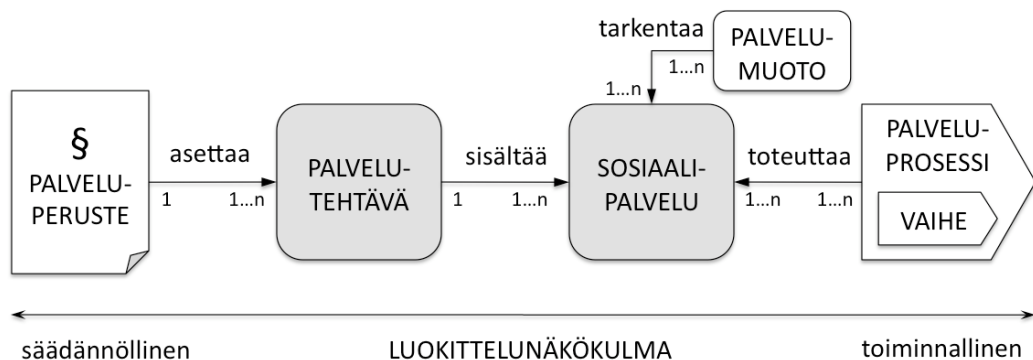 tarkentaa
PALVELU-
MUOTO
1...n
1...n
§
PALVELU-
PERUSTE
asettaa
1
1...n
PALVELU-
TEHTÄVÄ
sisältää
1
1...n
SOSIAALI-
PALVELU
toteuttaa
1...n
1...n
PALVELU-
PROSESSI
VAIHE
säädännöllinen
LUOKITTELUNÄKÖKULMA
toiminnallinen